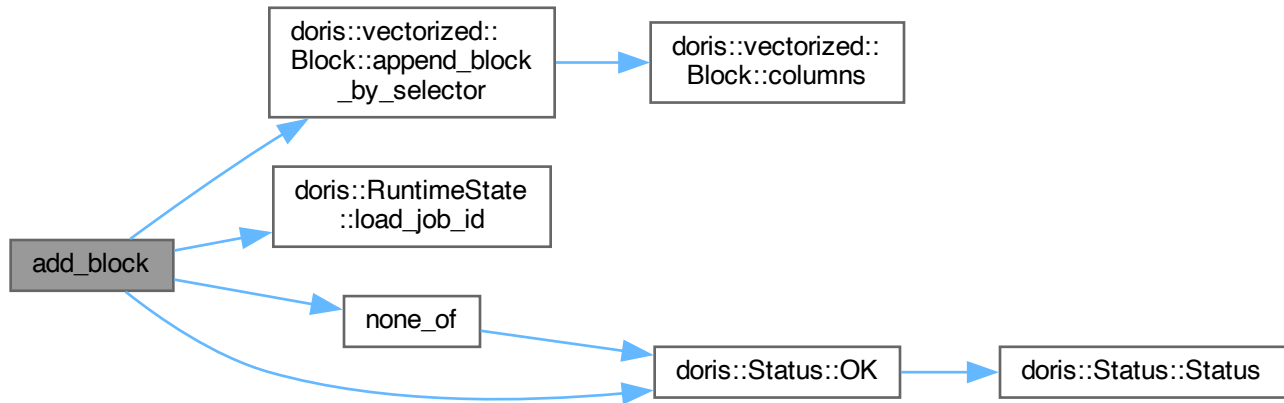 doris::vectorized::
Block::append_block
_by_selector
doris::vectorized::
Block::columns
doris::RuntimeState
::load_job_id
add_block
none_of
doris::Status::OK
doris::Status::Status